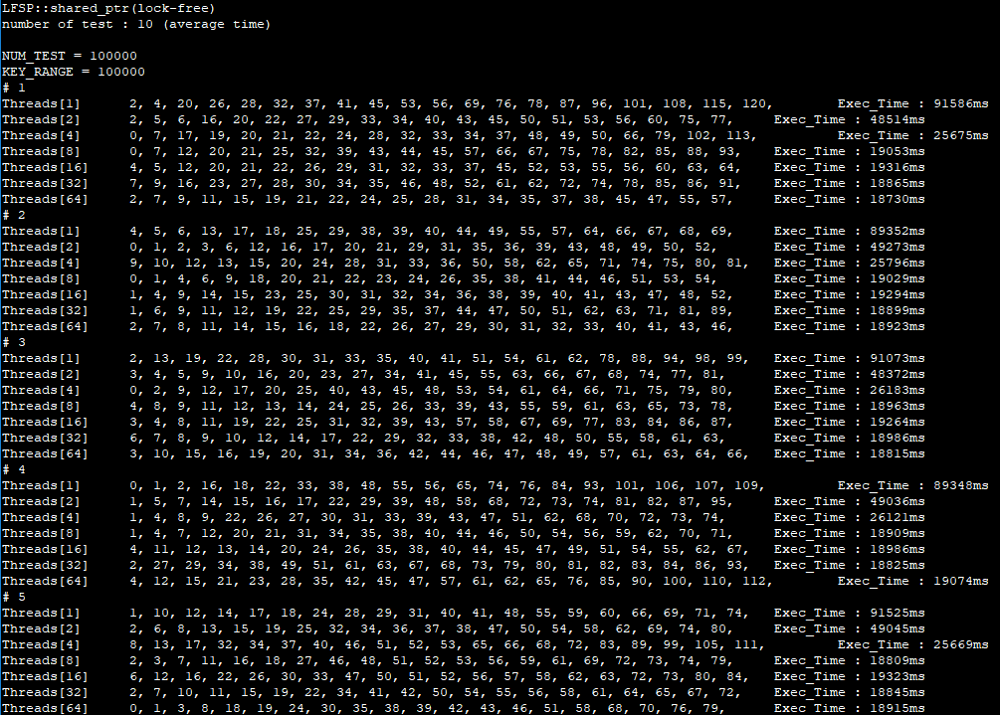 LFSP::shared_ptr(lock-free)
number of test : 10 (average time)
NUM_TEST = 100000
KEY_RANGE = 100000
# 1
Threads[1] 2, 4, 20, 26, 28, 32, 37, 41, 45, 53, 56, 69, 76, 78, 87, 96, 101, 108, 115, 120, Exec_Time : 91586ms
Threads[2] 2, 5, 6, 16, 20, 22, 27, 29, 33, 34, 40, 43, 45, 50, 51, 53, 56, 60, 75, 77, Exec_Time : 48514ms
Threads[4] 0, 7, 17, 19, 20, 21, 22, 24, 28, 32, 33, 34, 37, 48, 49, 50, 66, 79, 102, 113, Exec_Time : 25675ms
Threads[8] 0, 7, 12, 20, 21, 25, 32, 39, 43, 44, 45, 57, 66, 67, 75, 78, 82, 85, 88, 93, Exec_Time : 19053ms
Threads[16] 4, 5, 12, 20, 21, 22, 26, 29, 31, 32, 33, 37, 45, 52, 53, 55, 56, 60, 63, 64, Exec_Time : 19316ms
Threads[32] 7, 9, 16, 23, 27, 28, 30, 34, 35, 46, 48, 52, 61, 62, 72, 74, 78, 85, 86, 91, Exec_Time : 18865ms
Threads[64] 2, 7, 9, 11, 15, 19, 21, 22, 24, 25, 28, 31, 34, 35, 37, 38, 45, 47, 55, 57, Exec_Time : 18730ms
# 2
Threads[1] 4, 5, 6, 13, 17, 18, 25, 29, 38, 39, 40, 44, 49, 55, 57, 64, 66, 67, 68, 69, Exec_Time : 89352ms
Threads[2] 0, 1, 2, 3, 6, 12, 16, 17, 20, 21, 29, 31, 35, 36, 39, 43, 48, 49, 50, 52, Exec_Time : 49273ms
Threads[4] 9, 10, 12, 13, 15, 20, 24, 28, 31, 33, 36, 50, 58, 62, 65, 71, 74, 75, 80, 81, Exec_Time : 25796ms
Threads[8] 0, 1, 4, 6, 9, 18, 20, 21, 22, 23, 24, 26, 35, 38, 41, 44, 46, 51, 53, 54, Exec_Time : 19029ms
Threads[16] 1, 4, 9, 14, 15, 23, 25, 30, 31, 32, 34, 36, 38, 39, 40, 41, 43, 47, 48, 52, Exec_Time : 19294ms
Threads[32] 1, 6, 9, 11, 12, 19, 22, 25, 29, 35, 37, 44, 47, 50, 51, 62, 63, 71, 81, 89, Exec_Time : 18899ms
Threads[64] 2, 7, 8, 11, 14, 15, 16, 18, 22, 26, 27, 29, 30, 31, 32, 33, 40, 41, 43, 46, Exec_Time : 18923ms
# 3
Threads[1] 2, 13, 19, 22, 28, 30, 31, 33, 35, 40, 41, 51, 54, 61, 62, 78, 88, 94, 98, 99, Exec_Time : 91073ms
Threads[2] 3, 4, 5, 9, 10, 16, 20, 23, 27, 34, 41, 45, 55, 63, 66, 67, 68, 74, 77, 81, Exec_Time : 48372ms
Threads[4] 0, 2, 9, 12, 17, 20, 25, 40, 43, 45, 48, 53, 54, 61, 64, 66, 71, 75, 79, 80, Exec_Time : 26183ms
Threads[8] 4, 8, 9, 11, 12, 13, 14, 24, 25, 26, 33, 39, 43, 55, 59, 61, 63, 65, 73, 78, Exec_Time : 18963ms
Threads[16] 3, 4, 8, 11, 19, 22, 25, 31, 32, 39, 43, 57, 58, 67, 69, 77, 83, 84, 86, 87, Exec_Time : 19264ms
Threads[32] 6, 7, 8, 9, 10, 12, 14, 17, 22, 29, 32, 33, 38, 42, 48, 50, 55, 58, 61, 63, Exec_Time : 18986ms
Threads[64] 3, 10, 15, 16, 19, 20, 31, 34, 36, 42, 44, 46, 47, 48, 49, 57, 61, 63, 64, 66, Exec_Time : 18815ms
# 4
Threads[1] 0, 1, 2, 16, 18, 22, 33, 38, 48, 55, 56, 65, 74, 76, 84, 93, 101, 106, 107, 109, Exec_Time : 89348ms
Threads[2] 1, 5, 7, 14, 15, 16, 17, 22, 29, 39, 48, 58, 68, 72, 73, 74, 81, 82, 87, 95, Exec_Time : 49036ms
Threads[4] 1, 4, 8, 9, 22, 26, 27, 30, 31, 33, 39, 43, 47, 51, 62, 68, 70, 72, 73, 74, Exec_Time : 26121ms
Threads[8] 1, 4, 7, 12, 20, 21, 31, 34, 35, 38, 40, 44, 46, 50, 54, 56, 59, 62, 70, 71, Exec_Time : 18909ms
Threads[16] 4, 11, 12, 13, 14, 20, 24, 26, 35, 38, 40, 44, 45, 47, 49, 51, 54, 55, 62, 67, Exec_Time : 18986ms
Threads[32] 2, 27, 29, 34, 38, 49, 51, 61, 63, 67, 68, 73, 79, 80, 81, 82, 83, 84, 86, 93, Exec_Time : 18825ms
Threads[64] 4, 12, 15, 21, 23, 28, 35, 42, 45, 47, 57, 61, 62, 65, 76, 85, 90, 100, 110, 112, Exec_Time : 19074ms
# 5
Threads[1] 1, 10, 12, 14, 17, 18, 24, 28, 29, 31, 40, 41, 48, 55, 59, 60, 66, 69, 71, 74, Exec_Time : 91525ms
Threads[2] 2, 6, 8, 13, 15, 19, 25, 32, 34, 36, 37, 38, 47, 50, 54, 58, 62, 69, 74, 80, Exec_Time : 49045ms
Threads[4] 8, 13, 17, 32, 34, 37, 40, 46, 51, 52, 53, 65, 66, 68, 72, 83, 89, 99, 105, 111, Exec_Time : 25669ms
Threads[8] 2, 3, 7, 11, 16, 18, 27, 46, 48, 51, 52, 53, 56, 59, 61, 69, 72, 73, 74, 79, Exec_Time : 18809ms
Threads[16] 6, 12, 16, 22, 26, 30, 33, 47, 50, 51, 52, 56, 57, 58, 62, 63, 72, 73, 80, 84, Exec_Time : 19323ms
Threads[32] 2, 7, 10, 11, 15, 19, 22, 34, 41, 42, 50, 54, 55, 56, 58, 61, 64, 65, 67, 72, Exec_Time : 18845ms
Threads[64] 0, 1, 3, 8, 18, 19, 24, 30, 35, 38, 39, 42, 43, 46, 51, 58, 68, 70, 76, 79, Exec_Time : 18915ms